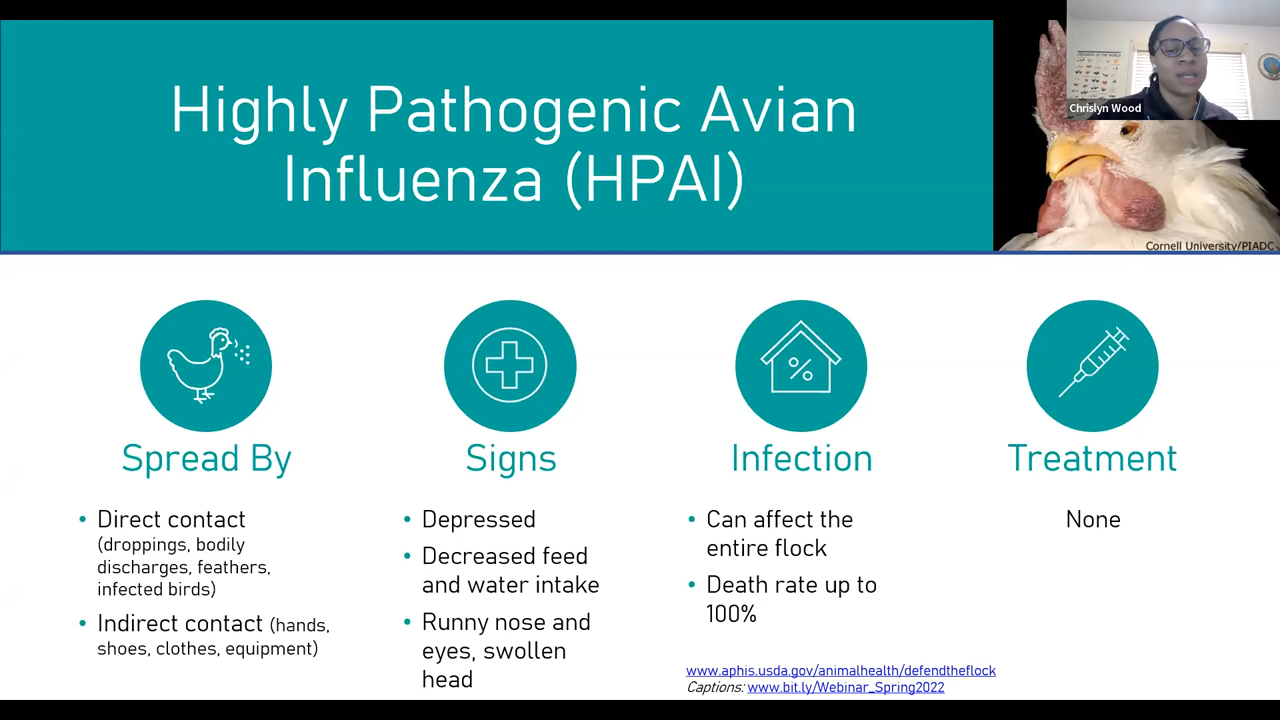 Highly Pathogenic Avian
Influenza (HPAI)
Chrislyn Wood
Cornell University/PIADC
Spread By
• Direct contact
(droppings, bodily
discharges, feathers,
infected birds)
• Indirect contact (hands,
shoes, clothes, equipment)
Signs
• Depressed
• Decreased feed
and water intake
• Runny nose and
eyes, swollen
head
%
Infection
• Can affect the
entire flock
• Death rate up to
100%
Treatment
None
www.aphis.usda.gov/animalhealth/defendtheflock
Captions: www.bit.ly/Webinar_Spring2022